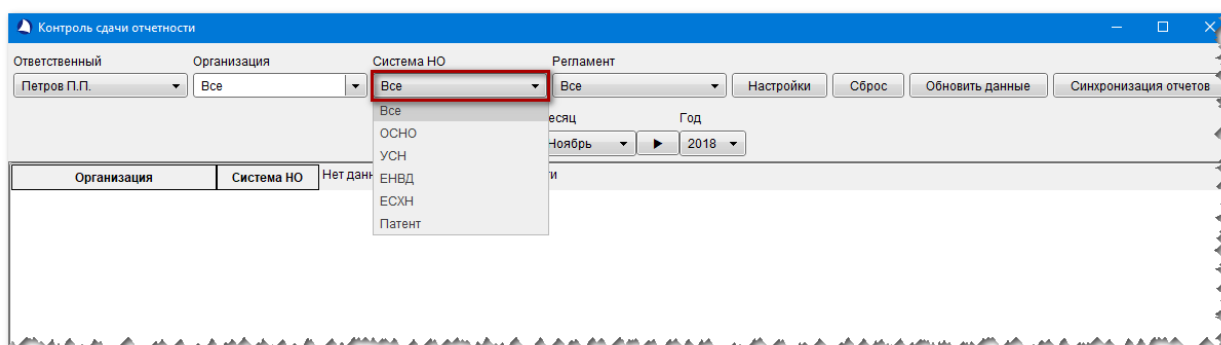 Контроль сдачи отчетности
Ответственный Организация Система НО Регламент
Петров П.П. Все Все Все Настройки Сброс Обновить данные Синхронизация отчетов
Все
есяц Год
ОСНО
Ноябрь 2018
УСН
Организация Система НО Нет данн ти
ЕНВД
ЕСХН
Патент